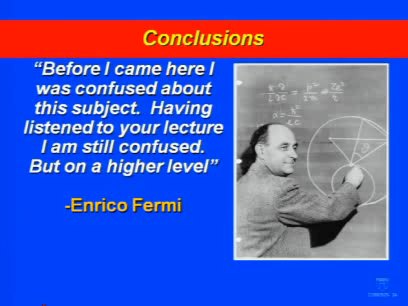 Conclusions
“Before I came here I
was confused about
this subject. Having
listened to your lecture
I am still confused.
But on a higher level”
-Enrico Fermi